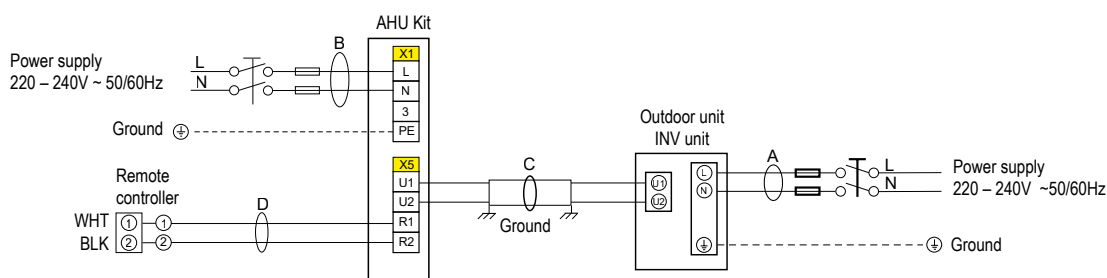 AHU Kit
Power supply
220 – 240V ~ 50/60Hz
L
N
B
X1
L
N
3
PE
Ground
X5
U1
U2
R1
R2
Remote
controller
WHT 1 1
BLK 2 2
D
C
Ground
Outdoor unit
INV unit
U1
U2
L
N
A
L
N
Power supply
220 – 240V ~50/60Hz
Ground